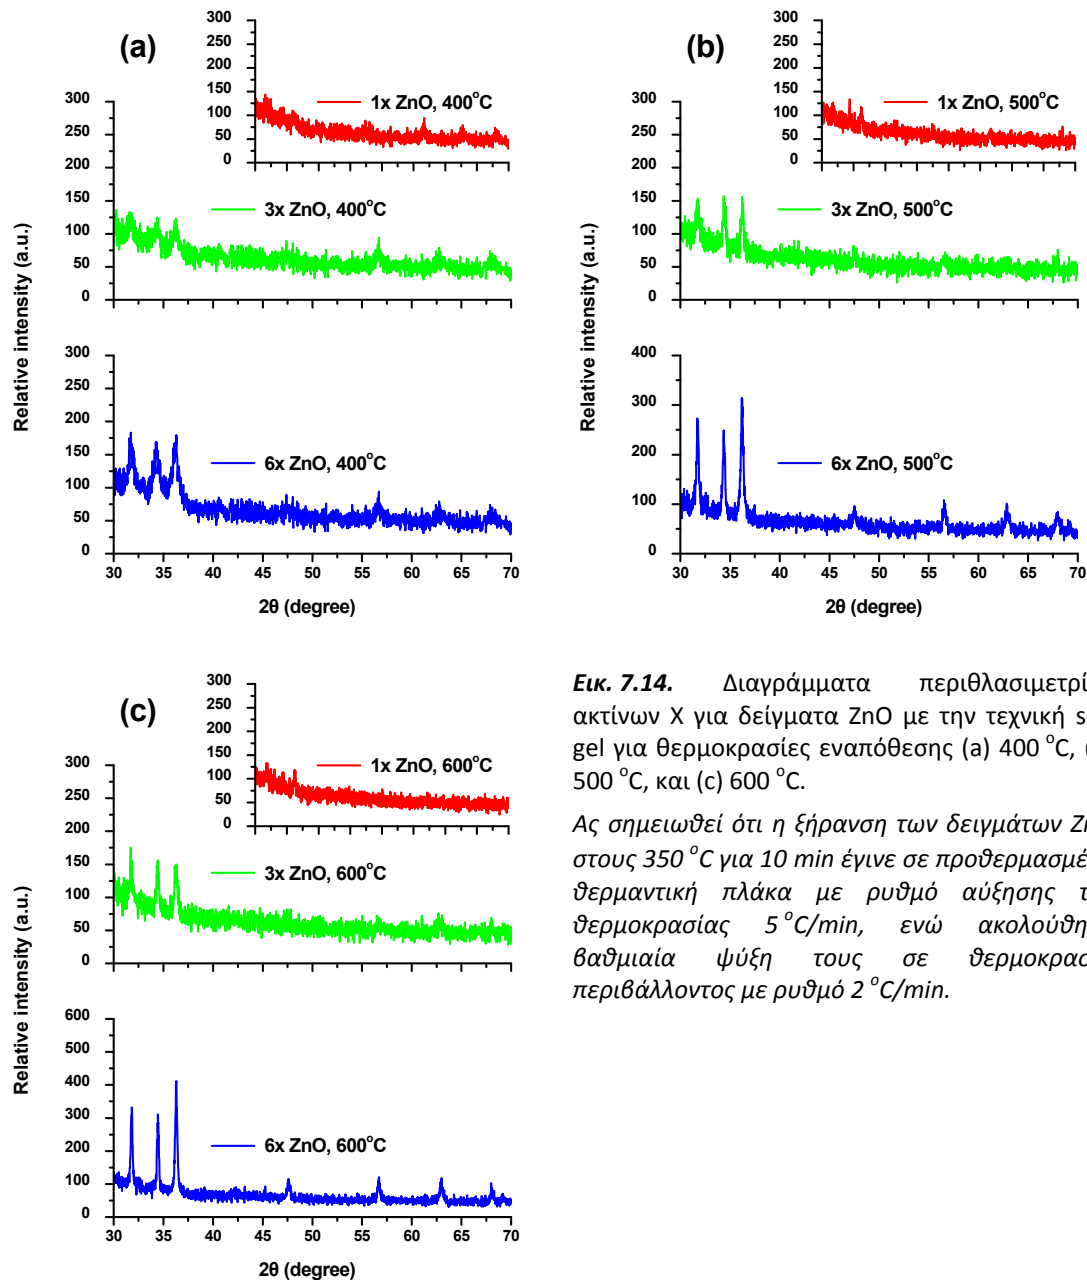 (a)
300
250
200
150
100
50
0
1x ZnO, 400°C
300
250
200
150
100
50
0
3x ZnO, 400°C
300
250
200
150
100
50
0
6x ZnO, 400°C
30 35 40 45 50 55 60 65 70
2θ (degree)
Relative intensity (a.u.)
(b)
300
250
200
150
100
50
0
1x ZnO, 500°C
300
250
200
150
100
50
0
3x ZnO, 500°C
400
300
200
100
0
6x ZnO, 500°C
30 35 40 45 50 55 60 65 70
2θ (degree)
Relative intensity (a.u.)
(c)
300
250
200
150
100
50
0
1x ZnO, 600°C
300
250
200
150
100
50
0
3x ZnO, 600°C
600
500
400
300
200
100
0
6x ZnO, 600°C
30 35 40 45 50 55 60 65 70
2θ (degree)
Relative intensity (a.u.)
Εικ. 7.14. Διαγράμματα περιθλασιμετρί
ακτίνων Χ για δείγματα ZnO με την τεχνική s
gel για θερμοκρασίες εναπόθεσης (a) 400 °C, (
500 °C, και (c) 600 °C.
Ας σημειωθεί ότι η ξήρανση των δειγμάτων Zn
στους 350 °C για 10 min έγινε σε προθερμασμέ
θερμαντική πλάκα με ρυθμό αύξησης τ
θερμοκρασίας 5 °C/min, ενώ ακολούθη
βαθμιαία ψύξη τους σε θερμοκρασ
περιβάλλοντος με ρυθμό 2 °C/min.